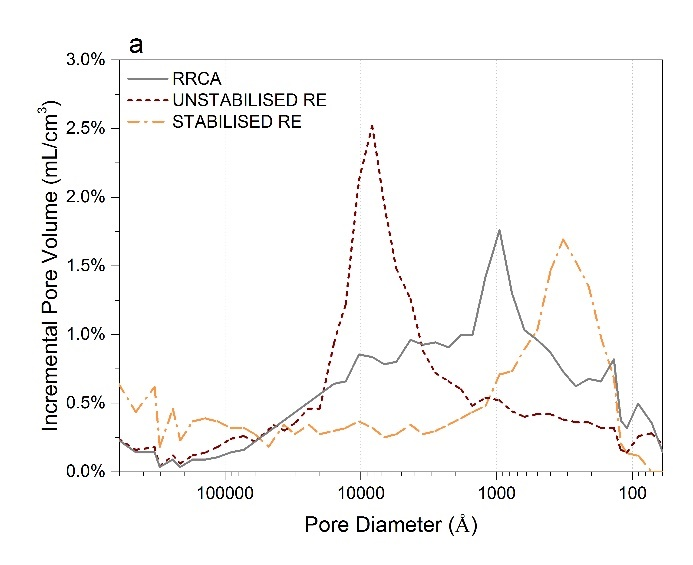 a
3.0%
2.5%
2.0%
1.5%
1.0%
0.5%
0.0%
Incremental Pore Volume (mL/cm³)
RRCA
UNSTABILISED RE
STABILISED RE
100000
10000
1000
100
Pore Diameter (Å)